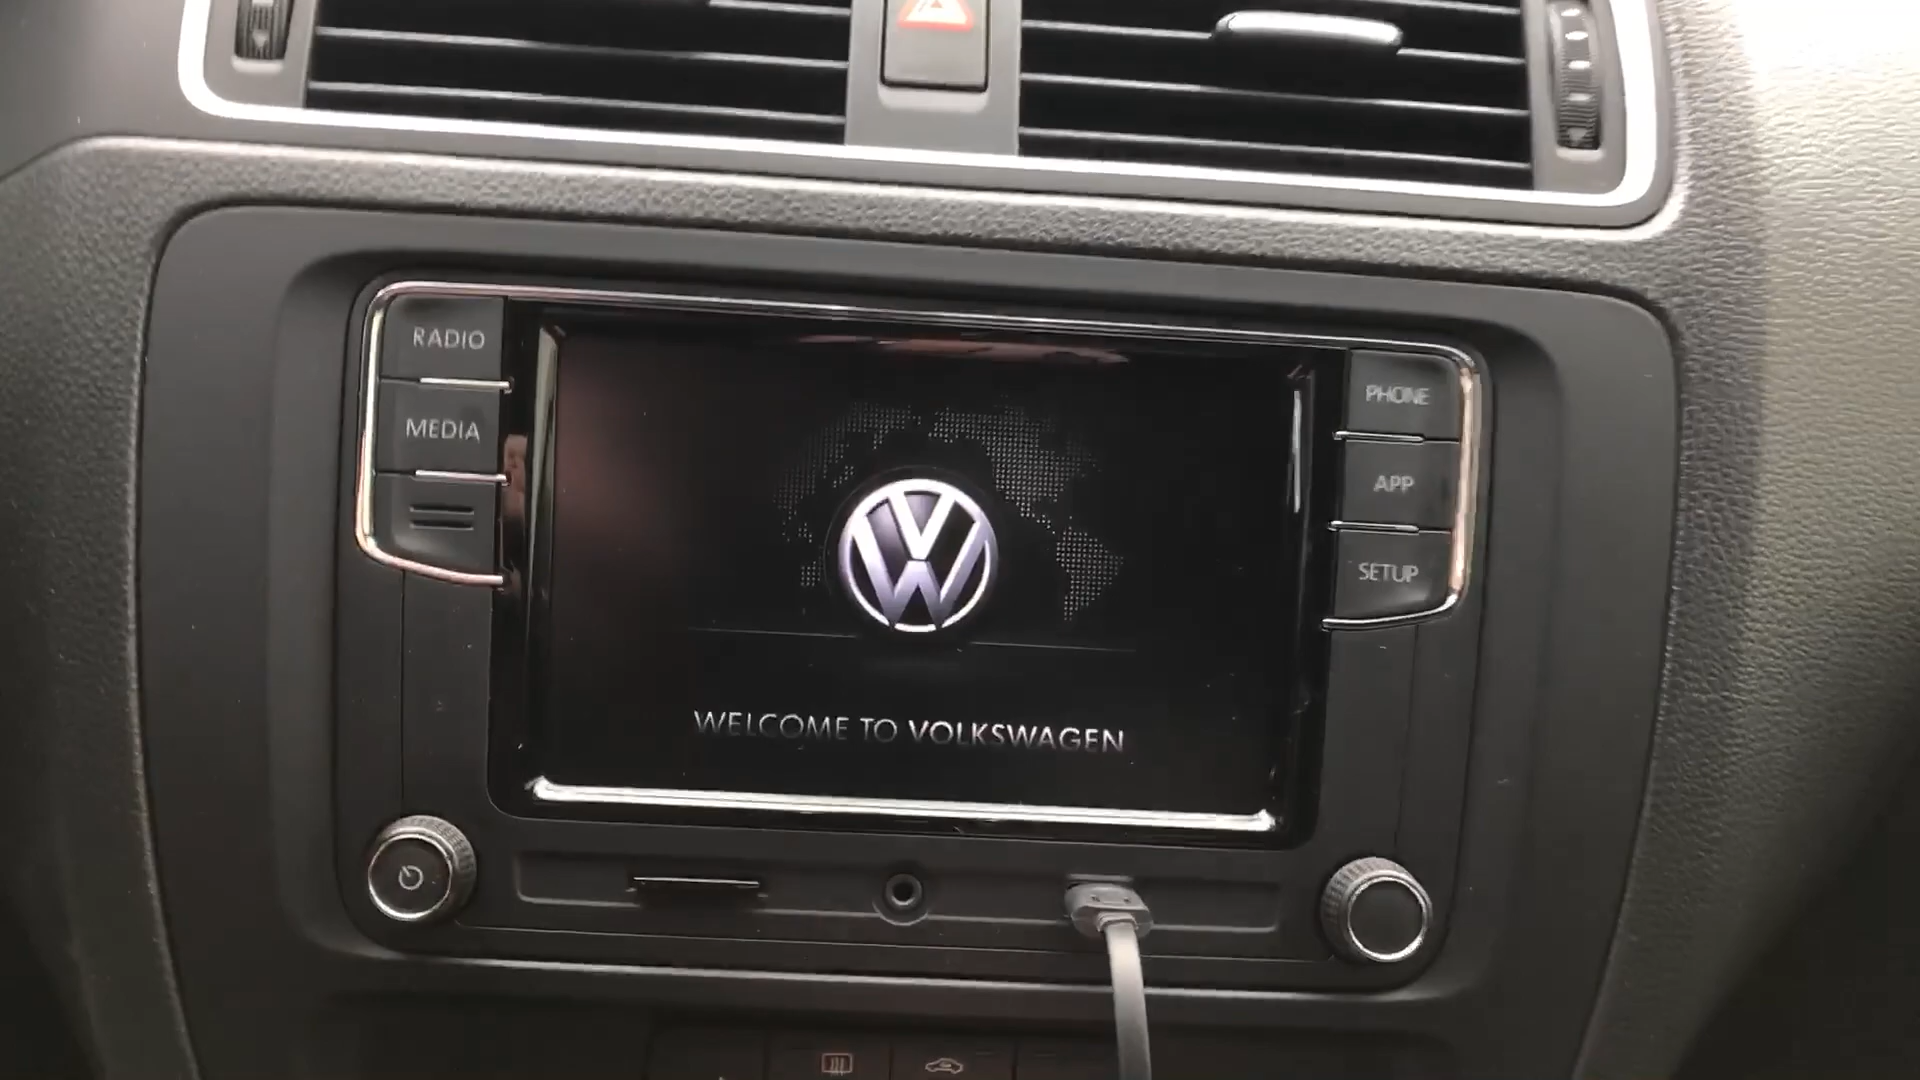 RADIO
MEDIA
PHONE
APP
SETUP
WELCOME TO VOLKSWAGEN